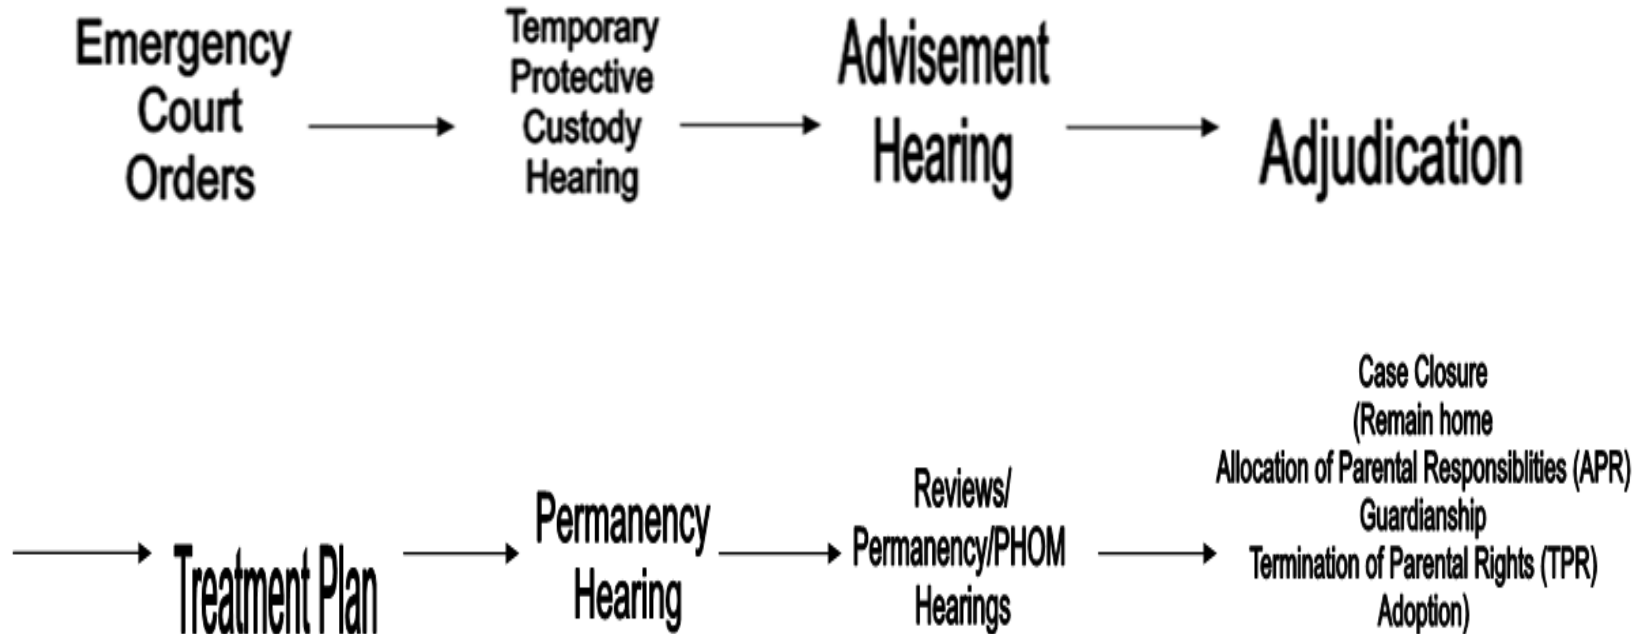 Emergency
Court
Orders
Temporary
Protective
Custody
Hearing
Advisement
Hearing
Adjudication
Treatment Plan
Permanency
Hearing
Reviews/
Permanency/PHOM
Hearings
Case Closure
(Remain home
Allocation of Parental Responsiblities (APR)
Guardianship
Termination of Parental Rights (TPR)
Adoption)